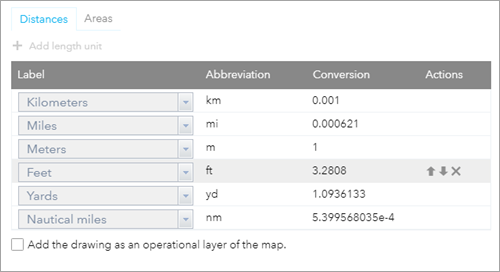 Distances Areas
Add length unit
Label Abbreviation Conversion Actions
Kilometers km 0.001
Miles mi 0.000621
Meters m 1
Feet ft 3.2808
Yards yd 1.0936133
Nautical miles nm 5.399568035e-4
Add the drawing as an operational layer of the map.